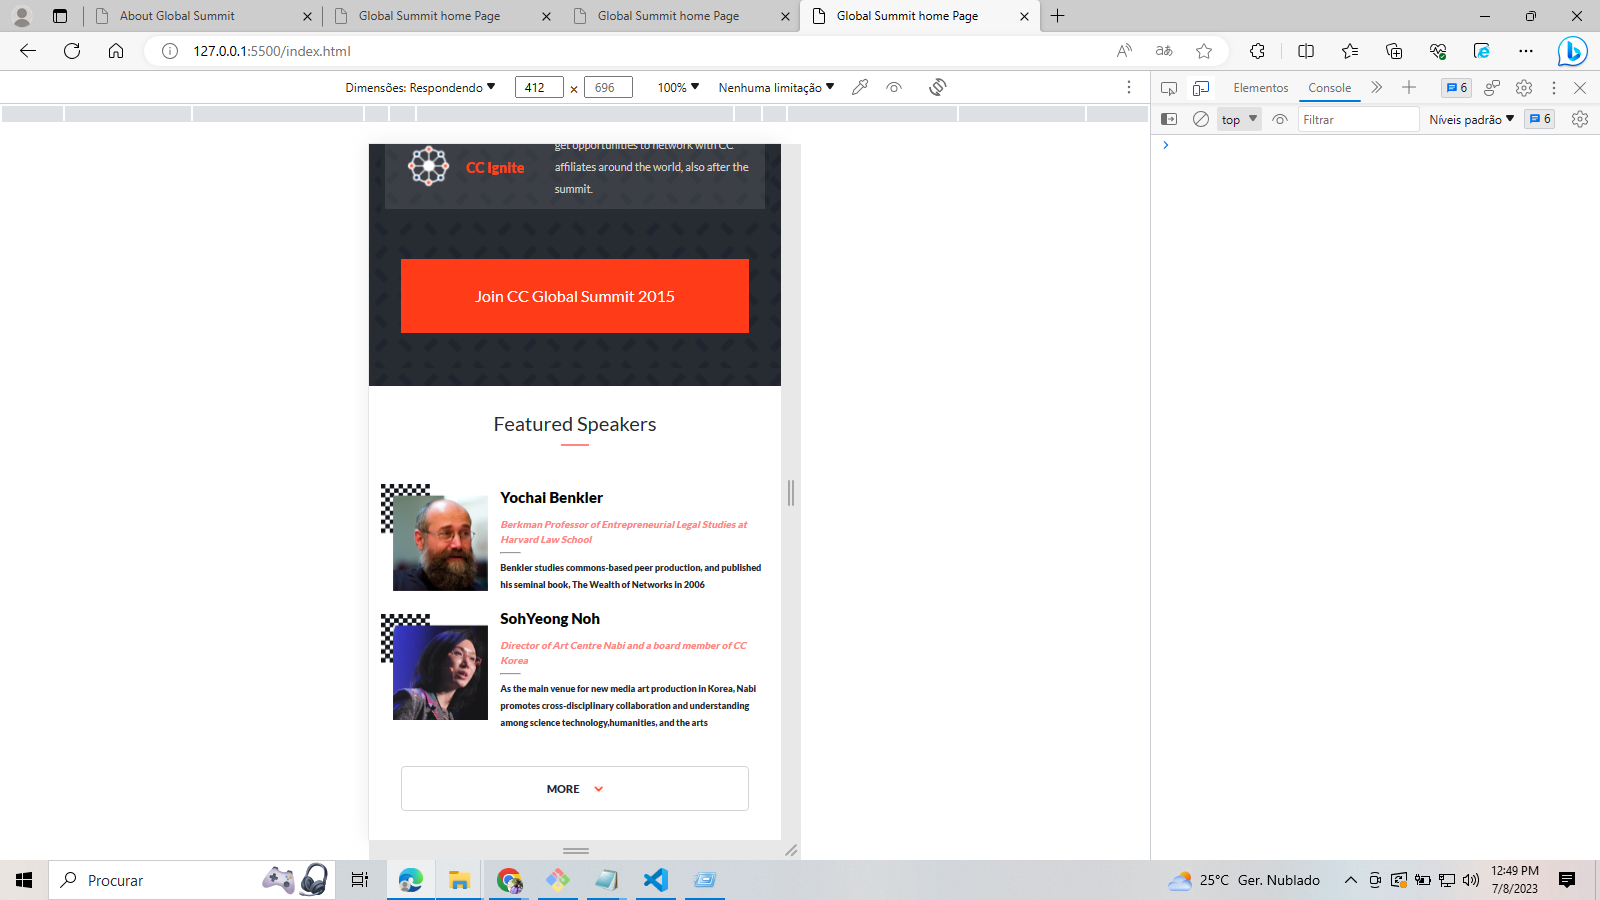 About Global Summit
Global Summit home Page
Global Summit home Page
Global Summit home Page
127.0.0.1:5500/index.html
Dimensões: Respondendo
412
×
696
100%
Nenhuma limitação
Elementos
Console
6
top
Filtrar
Níveis padrão
6
CC Ignite
get opportunities to network with CC
affiliates around the world, also after the
summit.
Join CC Global Summit 2015
Featured Speakers
Yochai Benkler
Berkman Professor of Entrepreneurial Legal Studies at
Harvard Law School
Benkler studies commons-based peer production, and published
his seminal book, The Wealth of Networks in 2006
SohYeong Noh
Director of Art Centre Nabi and a board member of CC
Korea
As the main venue for new media art production in Korea, Nabi
promotes cross-disciplinary collaboration and understanding
among science technology,humanities, and the arts
MORE
Procurar
25°C Ger. Nublado
12:49 PM
7/8/2023